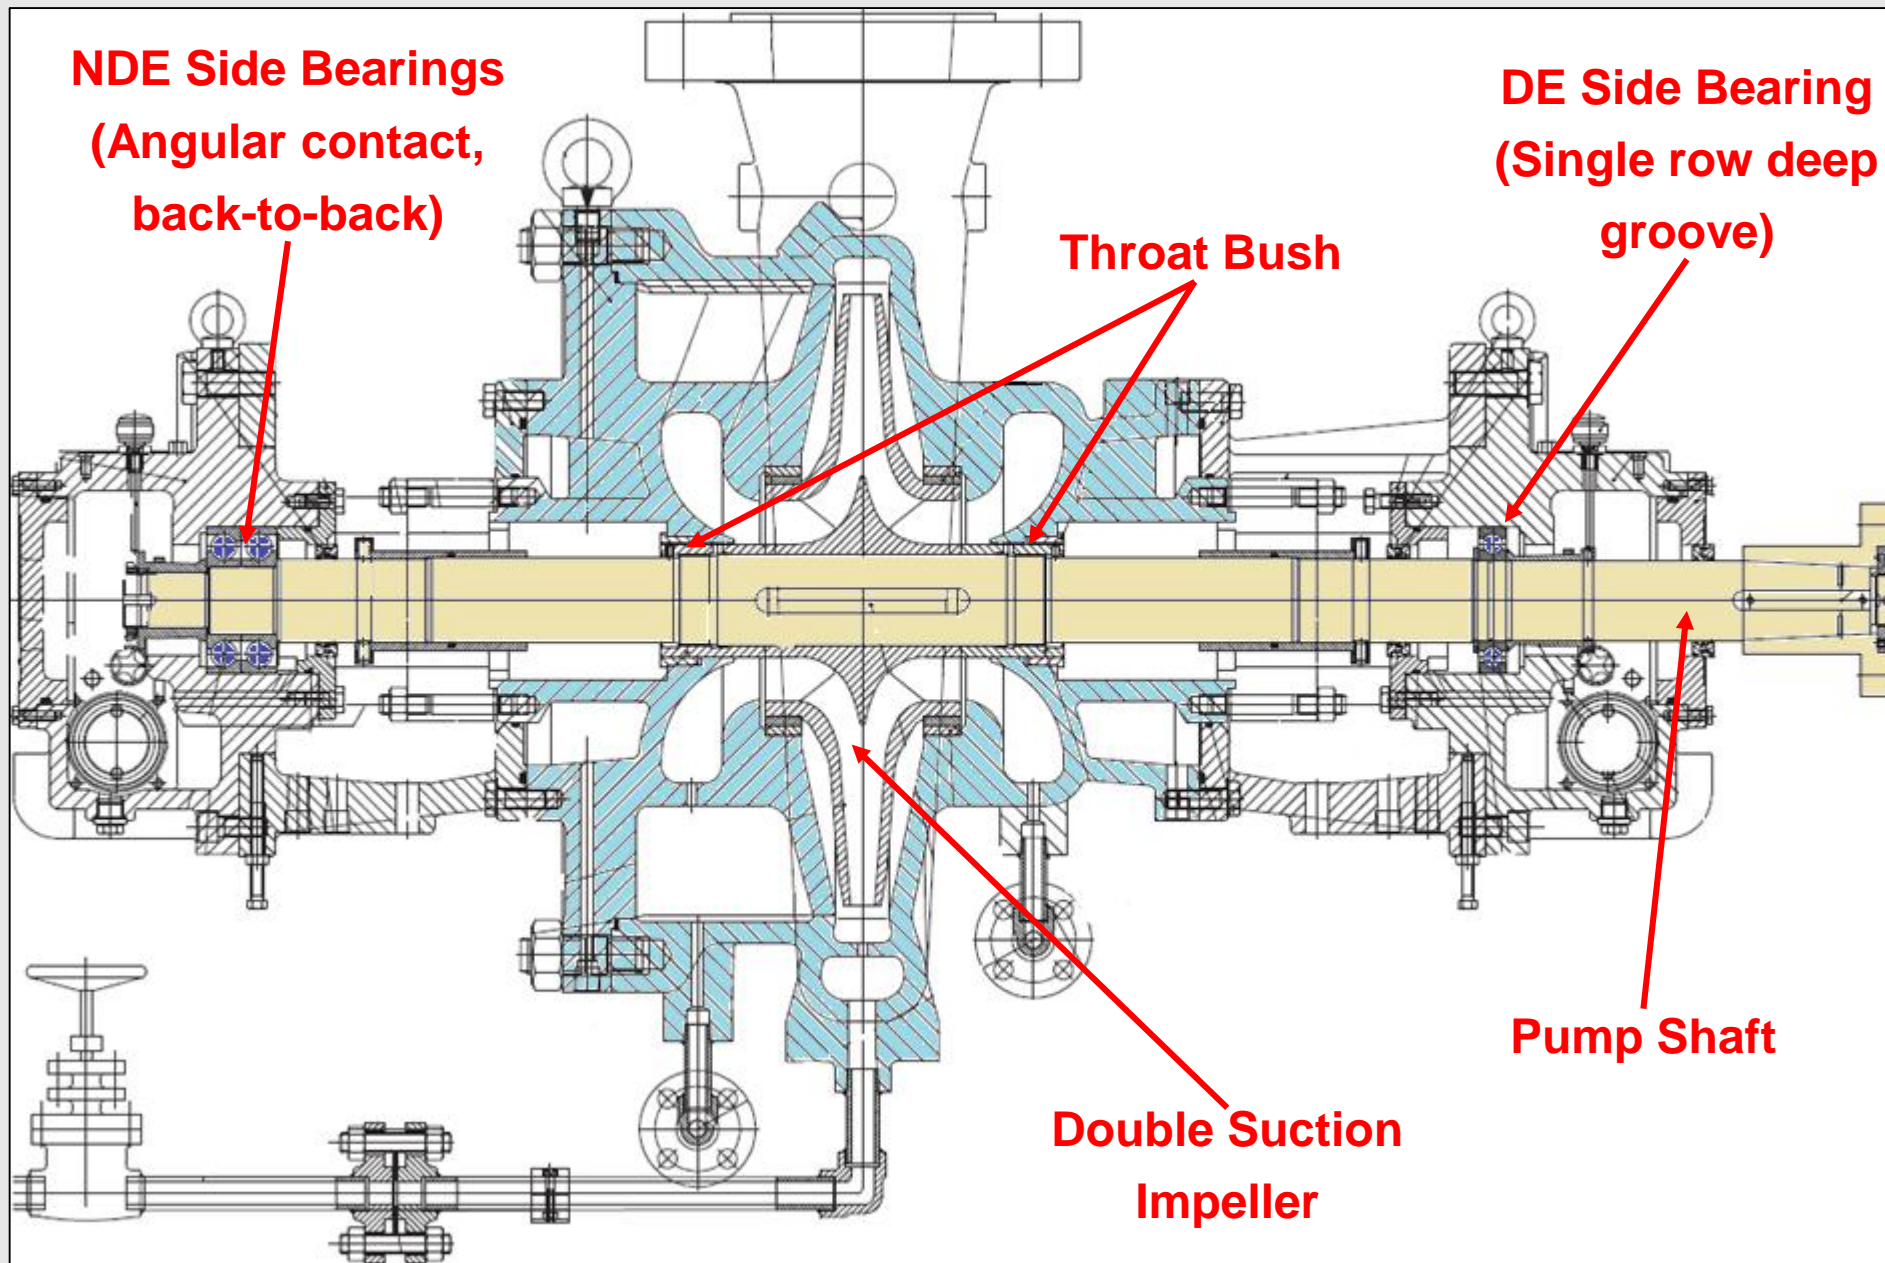 NDE Side Bearings
(Angular contact,
back-to-back)
DE Side Bearing
(Single row deep
groove)
Throat Bush
Pump Shaft
Double Suction
Impeller